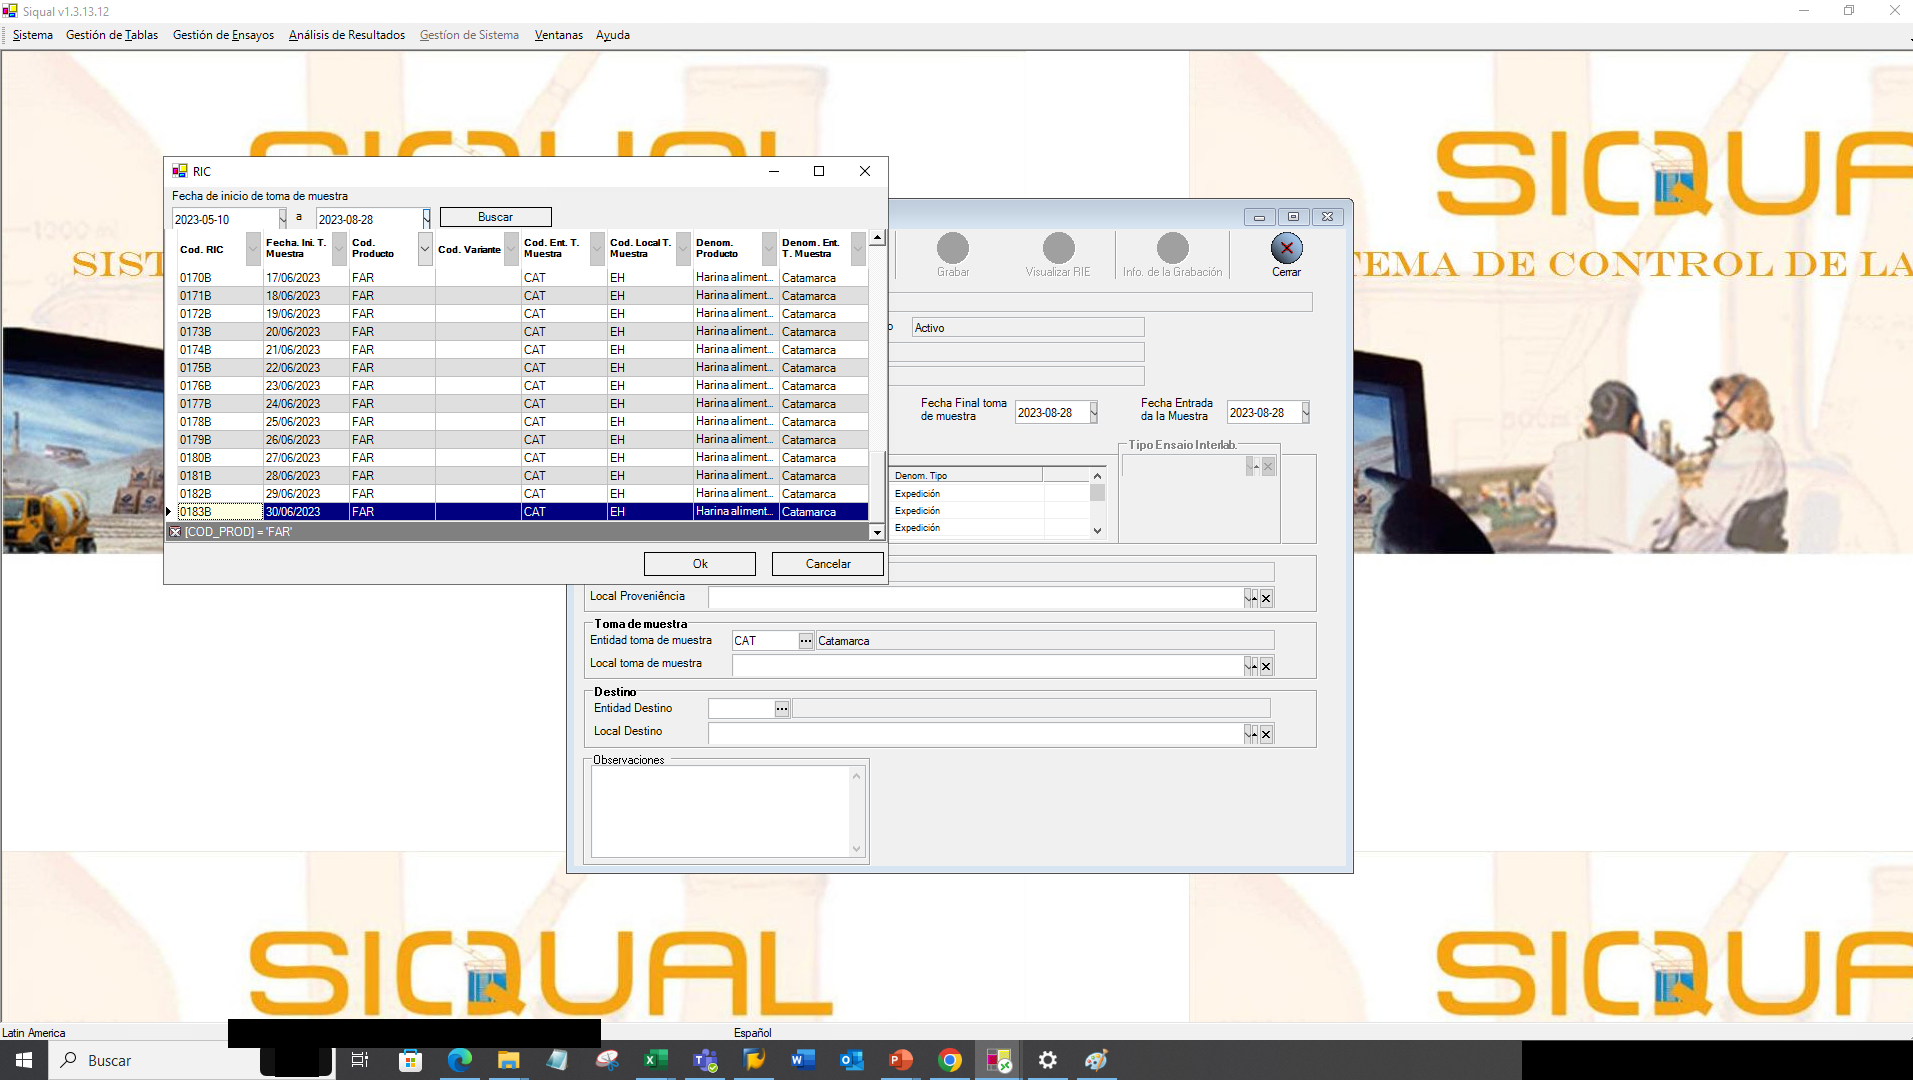 Siqual v1.3.13.12
Sistema Gestión de Tablas Gestión de Ensayos Análisis de Resultados Gestíon de Sistema Ventanas Ayuda
SICQUAL
SICQUA
SIST
TEMA DE CONTROL DE LA
RIC
Fecha de inicio de toma de muestra
2023-05-10 a 2023-08-28 Buscar
Cod. RIC Fecha. Ini. T. Muestra Cod. Producto Cod. Variante Cod. Ent. T. Muestra Cod. Local T. Muestra Denom. Producto Denom. Ent. T. Muestra
0170B 17/06/2023 FAR CAT EH Harina aliment... Catamarca
0171B 18/06/2023 FAR CAT EH Harina aliment... Catamarca
0172B 19/06/2023 FAR CAT EH Harina aliment... Catamarca
0173B 20/06/2023 FAR CAT EH Harina aliment... Catamarca
0174B 21/06/2023 FAR CAT EH Harina aliment... Catamarca
0175B 22/06/2023 FAR CAT EH Harina aliment... Catamarca
0176B 23/06/2023 FAR CAT EH Harina aliment... Catamarca
0177B 24/06/2023 FAR CAT EH Harina aliment... Catamarca
0178B 25/06/2023 FAR CAT EH Harina aliment... Catamarca
0179B 26/06/2023 FAR CAT EH Harina aliment... Catamarca
0180B 27/06/2023 FAR CAT EH Harina aliment... Catamarca
0181B 28/06/2023 FAR CAT EH Harina aliment... Catamarca
0182B 29/06/2023 FAR CAT EH Harina aliment... Catamarca
0183B 30/06/2023 FAR CAT EH Harina aliment... Catamarca
[COD_PROD] = 'FAR'
Ok Cancelar
Grabar Visualizar RIE Info. de la Grabación Cerrar
o Activo
Fecha Final toma de muestra 2023-08-28 Fecha Entrada da la Muestra 2023-08-28
Tipo Ensaio Interlab.
Denom. Tipo
Expedición
Expedición
Expedición
Local Proveniência
Toma de muestra
Entidad toma de muestra CAT ... Catamarca
Local toma de muestra
Destino
Entidad Destino ...
Local Destino
Observaciones
SICQUAL
SICQUA
Latin America Español
Buscar